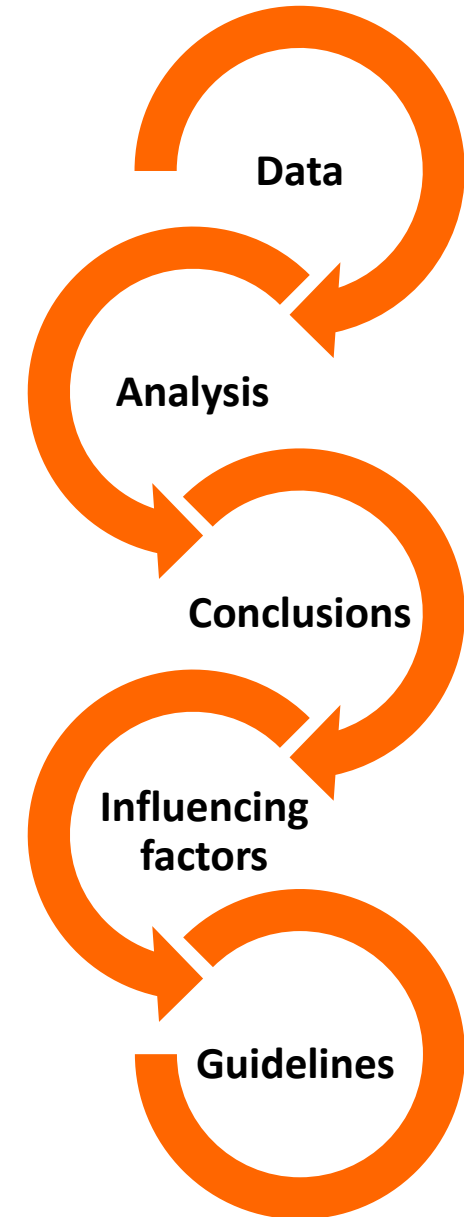 Data
Analysis
Conclusions
Influencing
factors
Guidelines